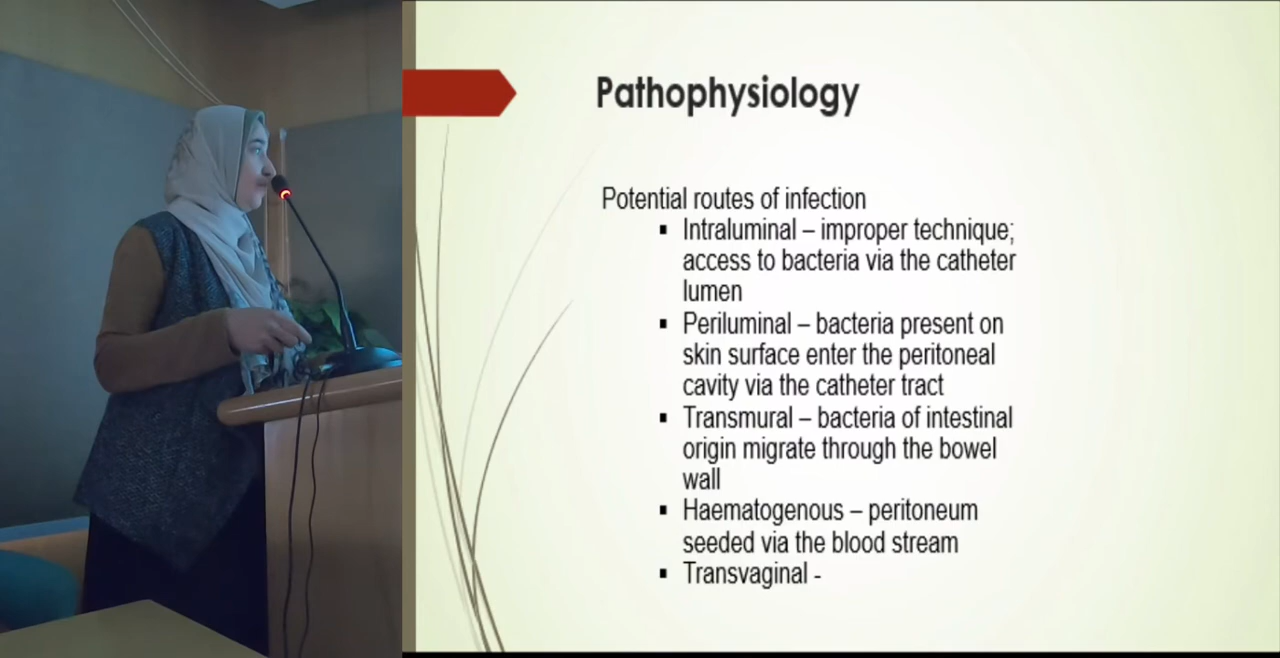 Pathophysiology
Potential routes of infection
▪ Intraluminal – improper technique;
access to bacteria via the catheter
lumen
▪ Periluminal – bacteria present on
skin surface enter the peritoneal
cavity via the catheter tract
▪ Transmural – bacteria of intestinal
origin migrate through the bowel
wall
▪ Haematogenous – peritoneum
seeded via the blood stream
▪ Transvaginal -